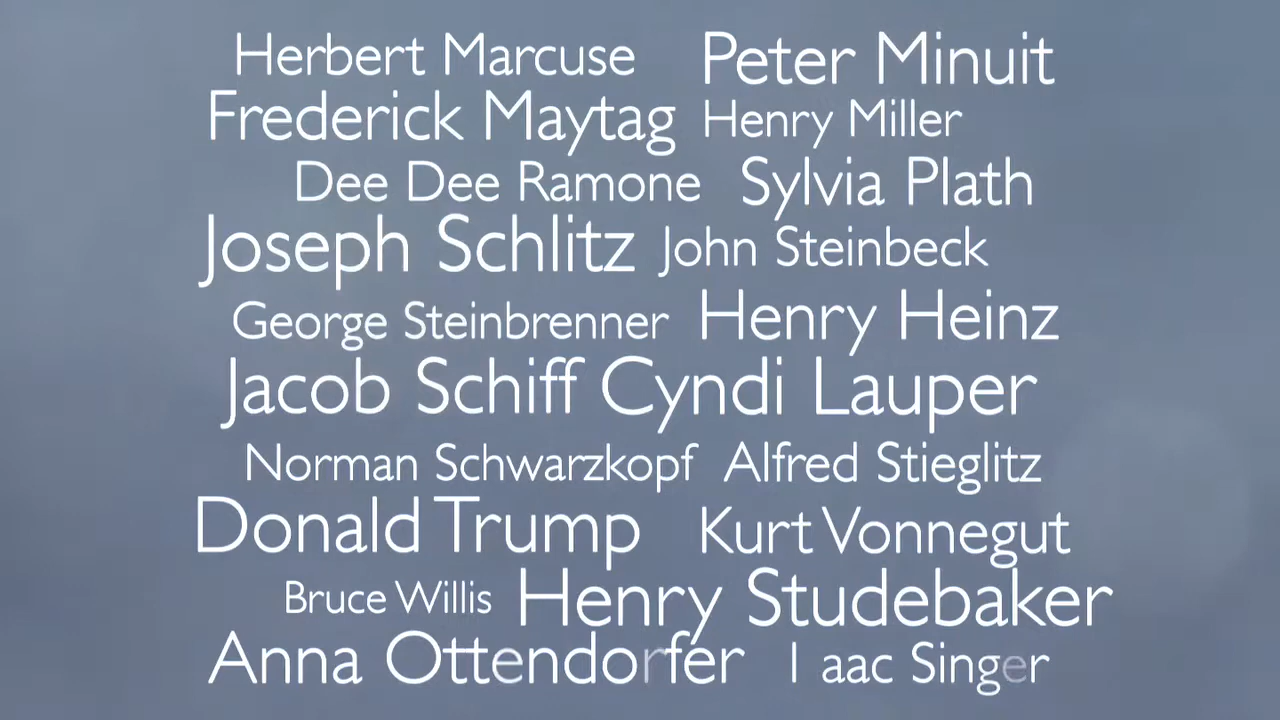 Herbert Marcuse Peter Minuit
Frederick Maytag Henry Miller
Dee Dee Ramone Sylvia Plath
Joseph Schlitz John Steinbeck
George Steinbrenner Henry Heinz
Jacob Schiff Cyndi Lauper
Norman Schwarzkopf Alfred Stieglitz
Donald Trump Kurt Vonnegut
Bruce Willis Henry Studebaker
Anna Ottendorfer I aac Singer